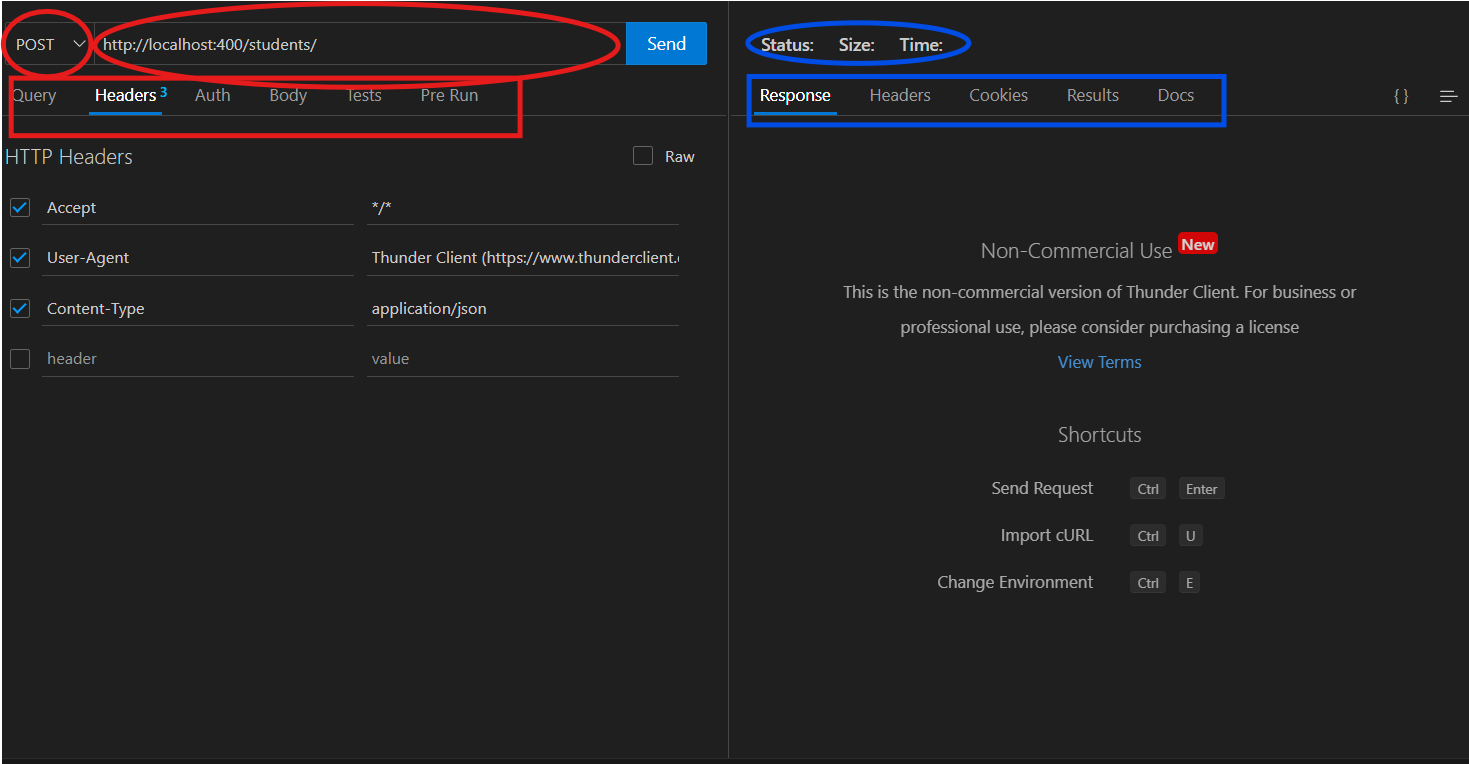 POST http://localhost:400/students/ Send
Query Headers 3 Auth Body Tests Pre Run
HTTP Headers Raw
Accept */*
User-Agent Thunder Client (https://www.thunderclient.
Content-Type application/json
header value
Status: Size: Time:
Response Headers Cookies Results Docs { }
Non-Commercial Use New
This is the non-commercial version of Thunder Client. For business or
professional use, please consider purchasing a license
View Terms
Shortcuts
Send Request Ctrl Enter
Import cURL Ctrl U
Change Environment Ctrl E